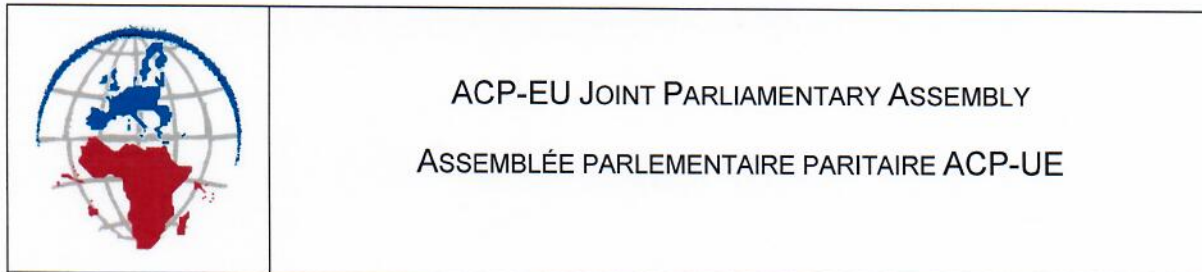 ACP-EU JOINT PARLIAMENTARY ASSEMBLY
ASSEMBLÉE PARLEMENTAIRE PARITAIRE ACP-UE